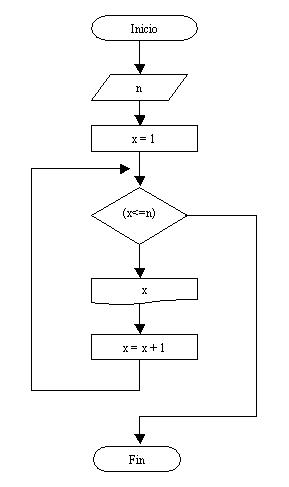 Inicio
n
x = 1
(x<=n)
x
x = x + 1
Fin